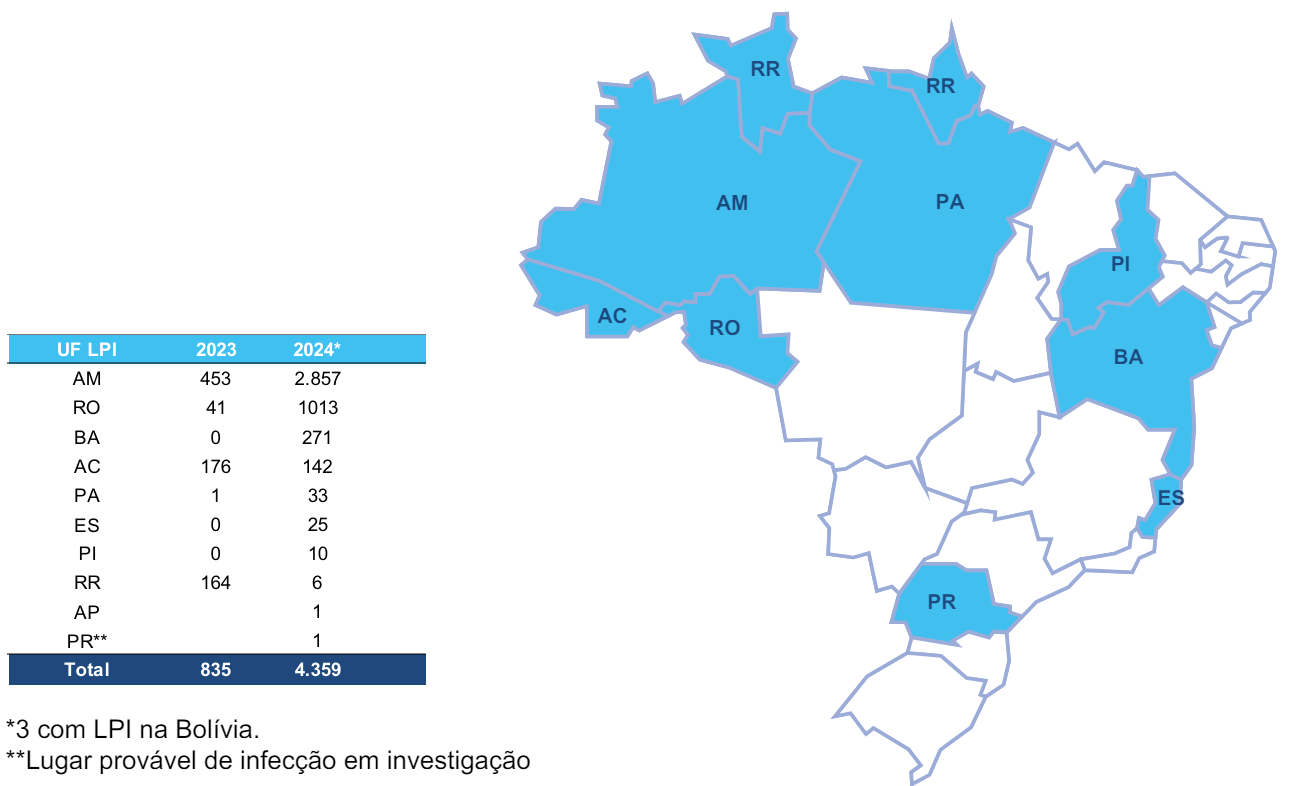 RR
RR
AM
PA
PI
AC
RO
BA
ES
PR
UF LPI 2023 2024*
AM 453 2.857
RO 41 1013
BA 0 271
AC 176 142
PA 1 33
ES 0 25
PI 0 10
RR 164 6
AP 1
PR** 1
Total 835 4.359
*3 com LPI na Bolívia.
**Lugar provável de infecção em investigação